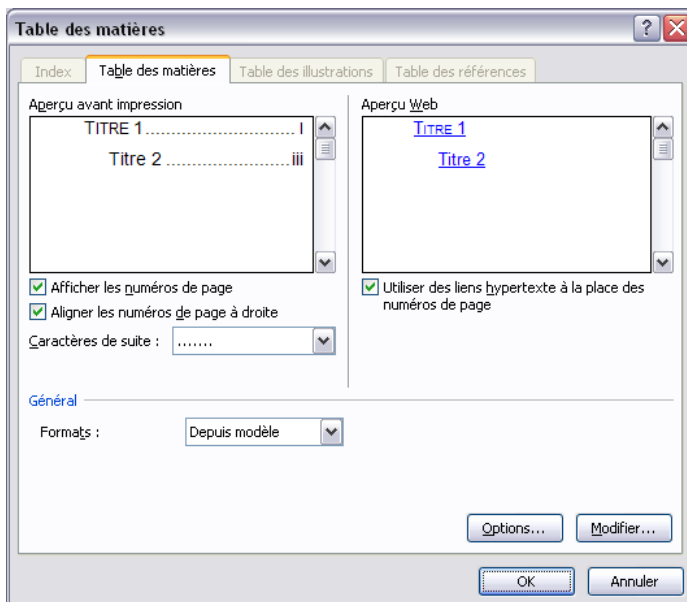 Table des matières
Index Table des matières Table des illustrations Table des références
Aperçu avant impression
TITRE 1............................ I
Titre 2 ....................... iii
Aperçu Web
TITRE 1
Titre 2
Afficher les numéros de page
Aligner les numéros de page à droite
Caractères de suite : .......
Utiliser des liens hypertexte à la place des
numéros de page
Général
Formats : Depuis modèle
Options... Modifier...
OK Annuler